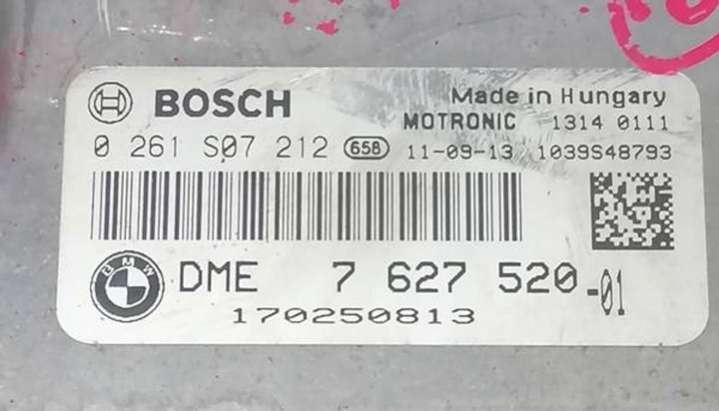 BOSCH
Made in Hungary
MOTRONIC 1314 0111
0 261 S07 212 658 11-09-13 1039S48793
BMW
DME 7 627 520-01
170250813